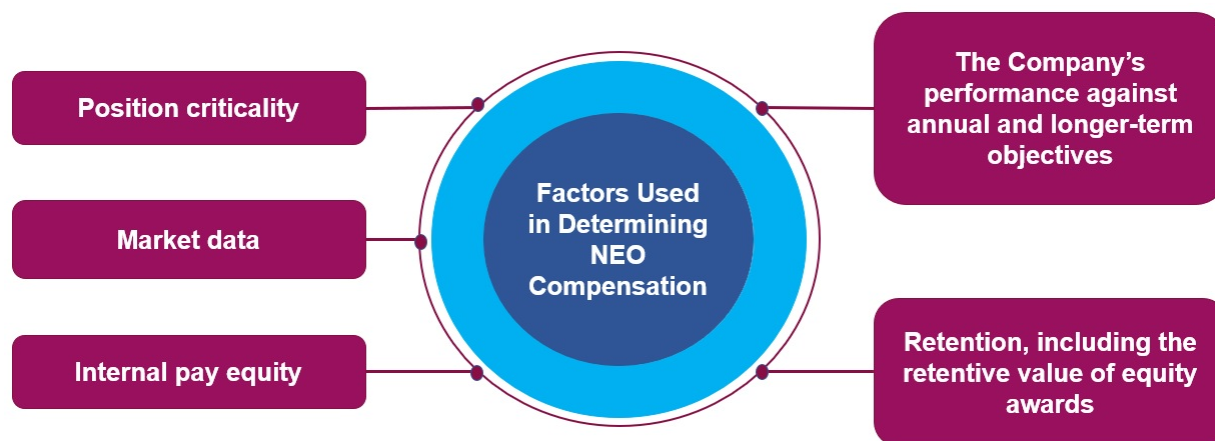 Position criticality
Market data
Internal pay equity
Factors Used
in Determining
NEO
Compensation
The Company’s
performance against
annual and longer-term
objectives
Retention, including the
retentive value of equity
awards